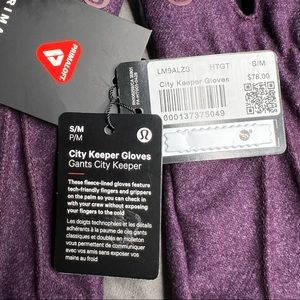 PRIMALOFT
LM9ALZS HTGT S/M
City Keeper Gloves
$78.00
000137375049
S/M
P/M
City Keeper Gloves
Gants City Keeper
These fleece-lined gloves feature
tech-friendly fingers and grippers
on the palm so you can check in
with your crew without exposing
your fingers to the cold
Les doigts technophiles et les détails
adhérents à la paume de ces gants
classiques et doublés en molleton
vous permettent de communiquer
avec vos amis sans exposer vos
mains au froid